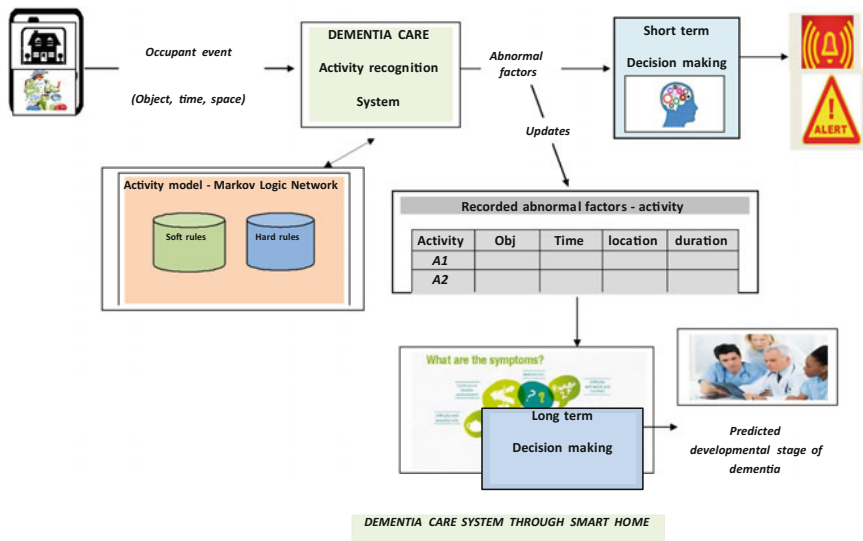 Occupant event
(Object, time, space)
DEMENTIA CARE
Activity recognition
System
Abnormal
factors
Short term
Decision making
ALERT
Updates
Activity model - Markov Logic Network
Soft rules
Hard rules
Recorded abnormal factors - activity
Activity Obj Time location duration
A1
A2
What are the symptoms?
Long term
Decision making
Predicted
developmental stage of
dementia
DEMENTIA CARE SYSTEM THROUGH SMART HOME